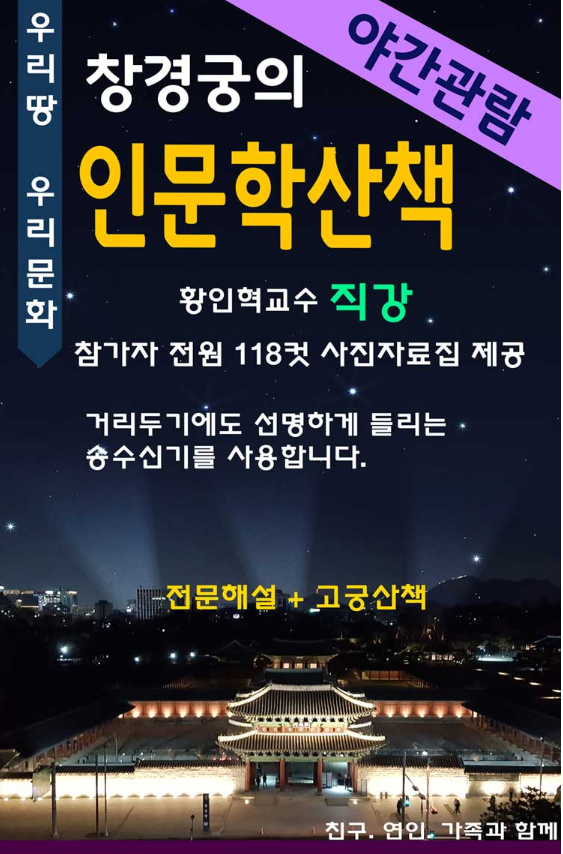 우리땅 우리문화
야간관람
창경궁의
인문학산책
황인혁교수 직강
참가자 전원 118컷 사진자료집 제공
거리두기에도 선명하게 들리는
송수신기를 사용합니다.
전문해설 + 고궁산책
친구. 연인. 가족과 함께